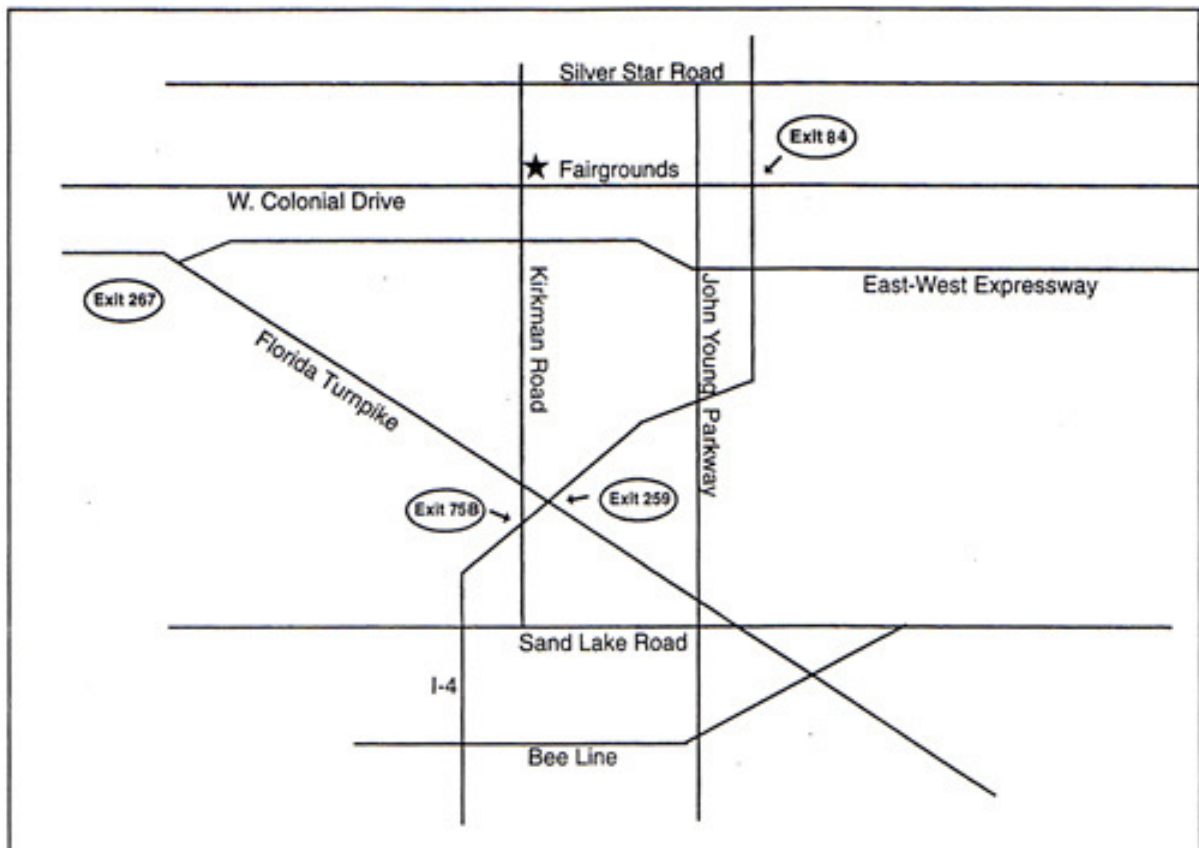 Silver Star Road
Exit 84
Fairgrounds
W. Colonial Drive
Exit 267
East-West Expressway
Kirkman Road
John Young Parkway
Florida Turnpike
Exit 75B
Exit 259
Sand Lake Road
I-4
Bee Line